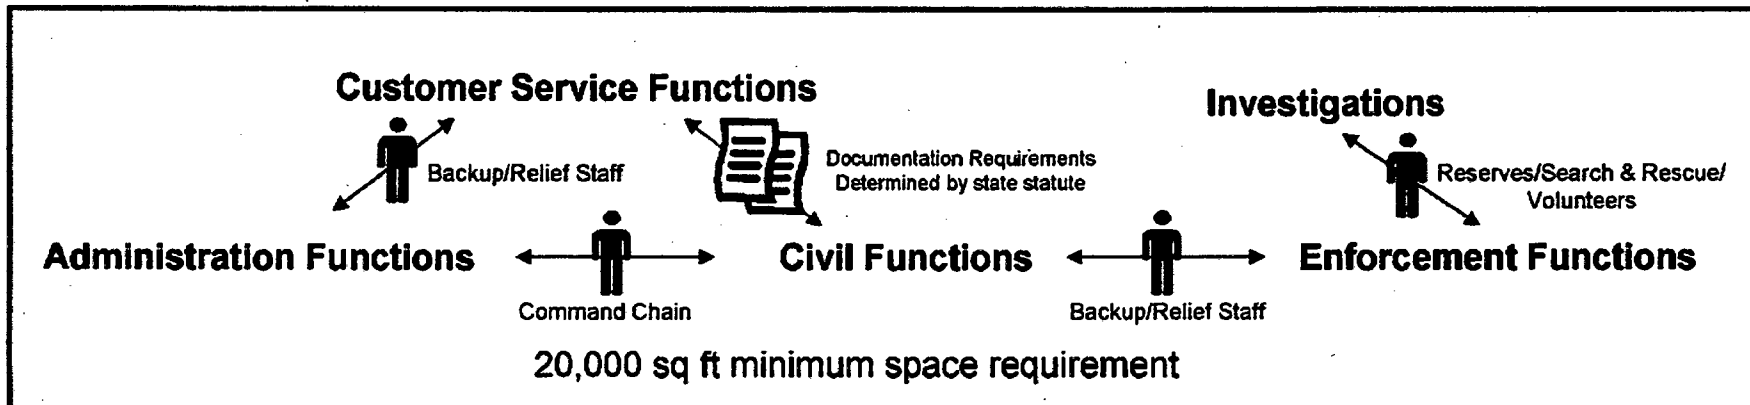 Customer Service Functions
Investigations
Backup/Relief Staff
Documentation Requirements
Determined by state statute
Reserves/Search & Rescue/
Volunteers
Administration Functions
Civil Functions
Enforcement Functions
Command Chain
Backup/Relief Staff
20,000 sq ft minimum space requirement